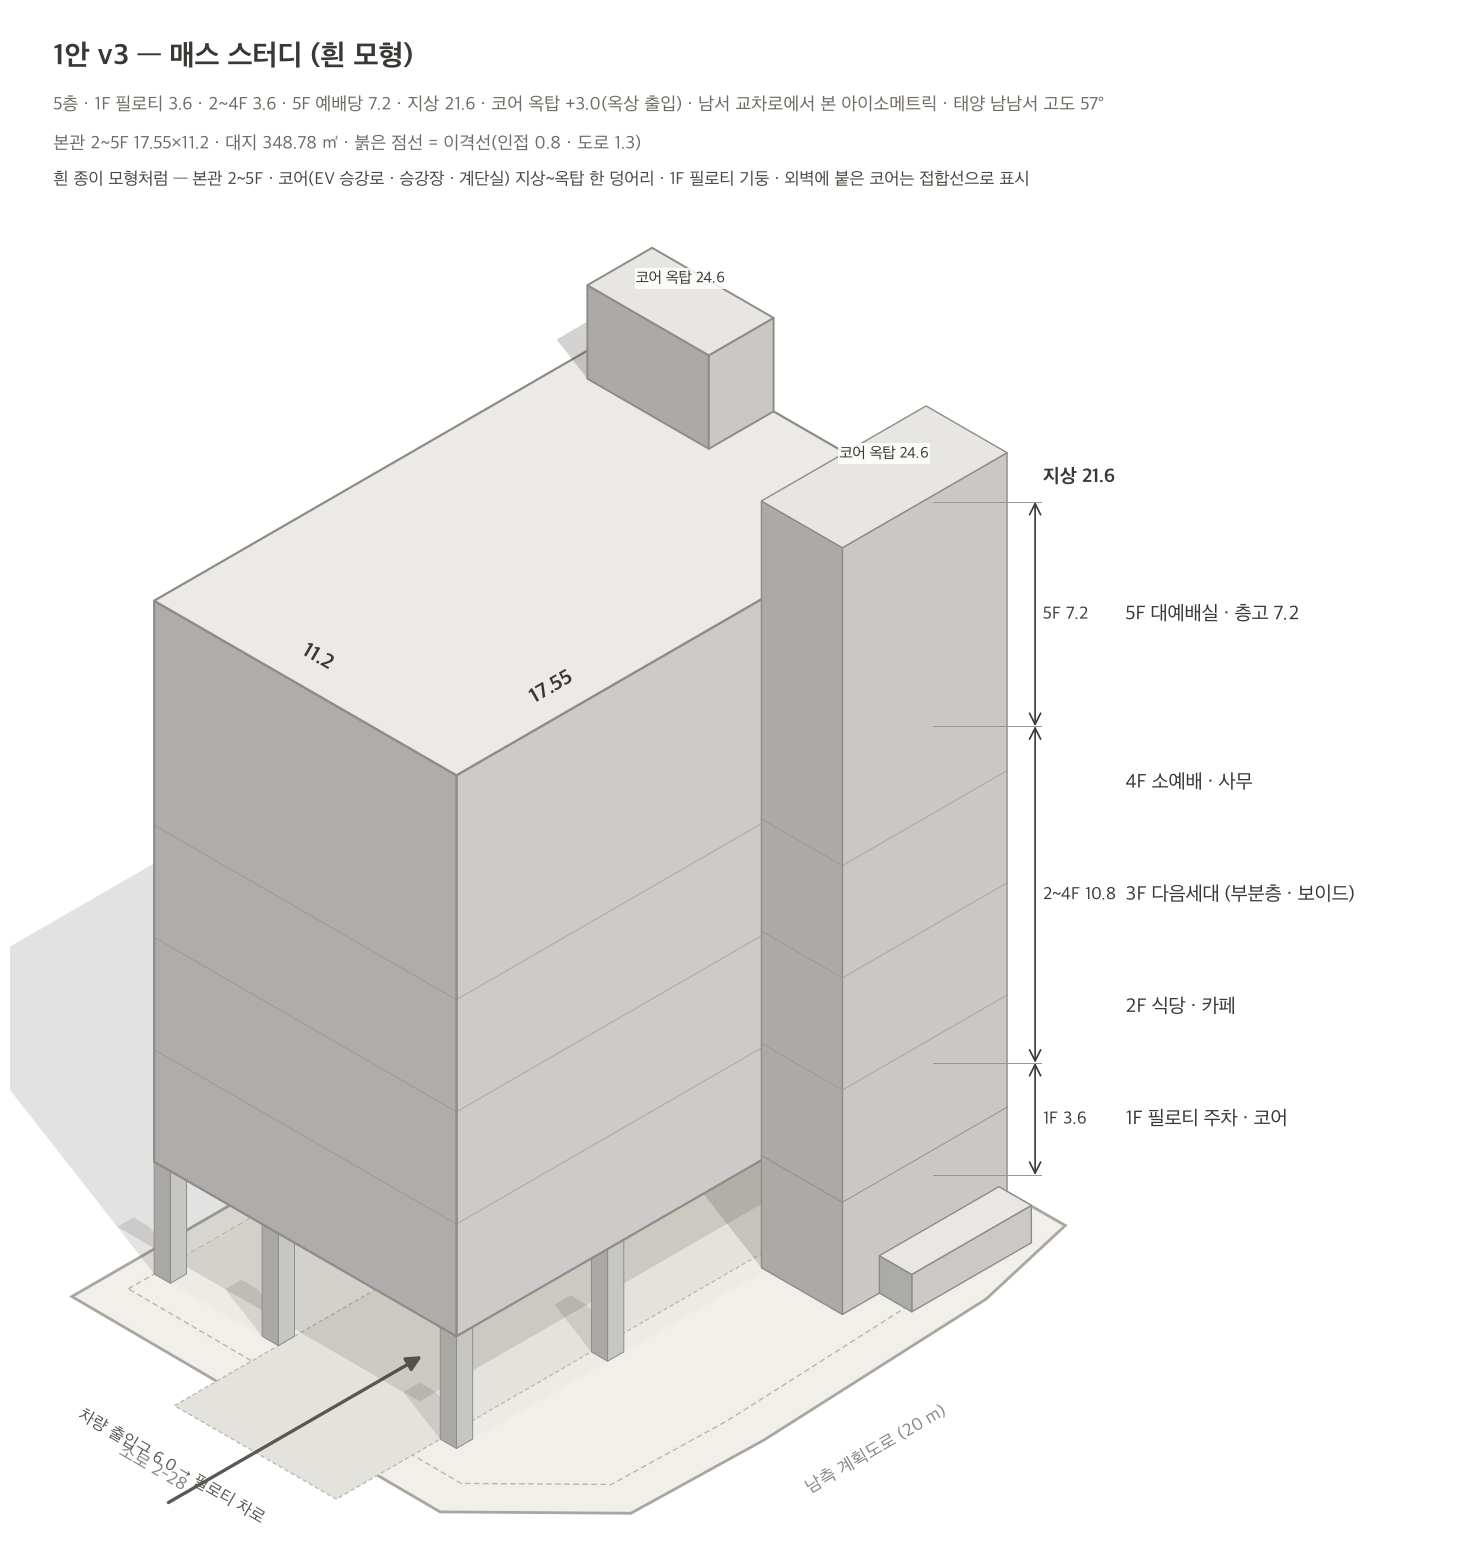 1안 v3 — 매스 스터디 (흰 모형)
5층 · 1F 필로티 3.6 · 2~4F 3.6 · 5F 예배당 7.2 · 지상 21.6 · 코어 옥탑 +3.0(옥상 출입) · 남서 교차로에서 본 아이소메트릭 · 태양 남남서 고도 57°
본관 2~5F 17.55×11.2 · 대지 348.78 ㎡ · 붉은 점선 = 이격선(인접 0.8 · 도로 1.3)
흰 종이 모형처럼 — 본관 2~5F · 코어(EV 승강로 · 승강장 · 계단실) 지상~옥탑 한 덩어리 · 1F 필로티 기둥 · 외벽에 붙은 코어는 접합선으로 표시
코어 옥탑 24.6
코어 옥탑 24.6
지상 21.6
5F 7.2
5F 대예배실 · 층고 7.2
11.2
17.55
4F 소예배 · 사무
2~4F 10.8
3F 다음세대 (부분층 · 보이드)
2F 식당 · 카페
1F 3.6
1F 필로티 주차 · 코어
차량 출입구 6.0 → 필로티 차로
소로 2-28
남측 계획도로 (20 m)